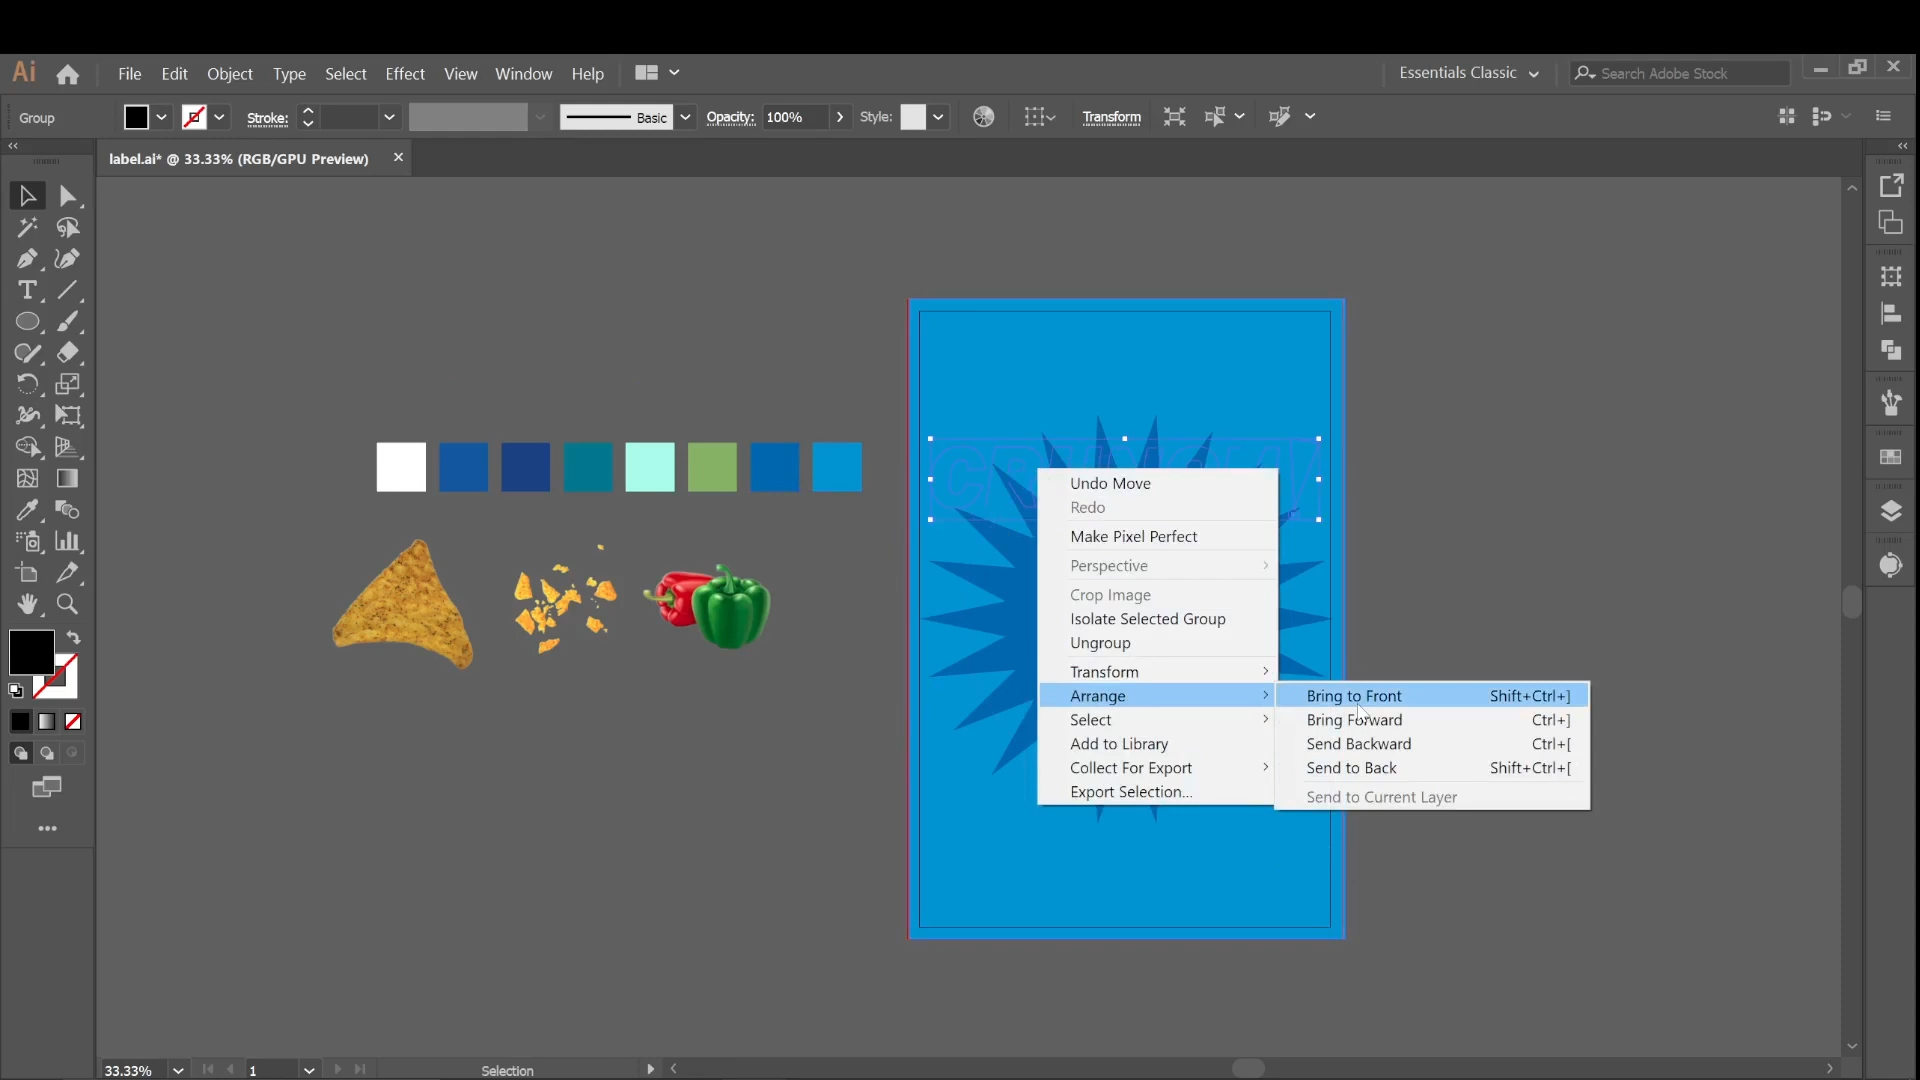 Ai File Edit Object Type Select Effect View Window Help Essentials Classic Search Adobe Stock
Group Stroke: Basic Opacity: 100% Style: Transform
label.ai* @ 33.33% (RGB/GPU Preview)
Undo Move
Redo
Make Pixel Perfect
Perspective
Crop Image
Isolate Selected Group
Ungroup
Transform
Arrange
Select
Add to Library
Collect For Export
Export Selection...
Bring to Front Shift+Ctrl+]
Bring Forward Ctrl+]
Send Backward Ctrl+[
Send to Back Shift+Ctrl+[
Send to Current Layer
33.33% 1 Selection